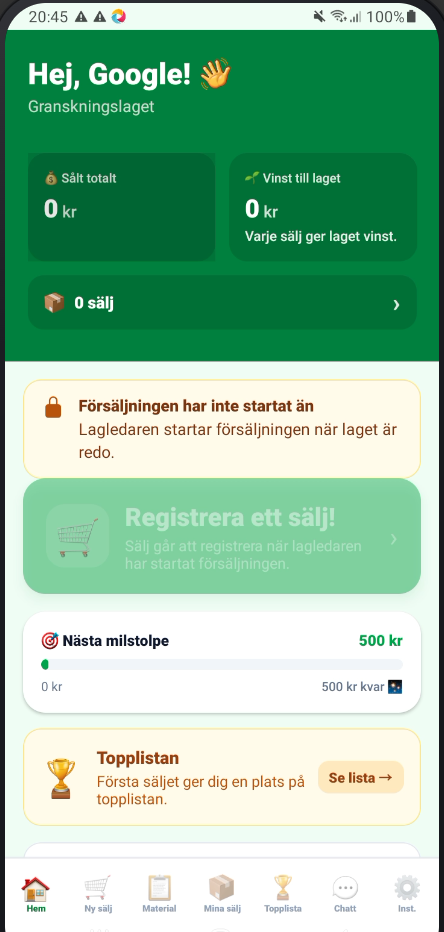 20:45 100%
Hej, Google! 👋
Granskningslaget
💰 Sålt totalt
0 kr
🌱 Vinst till laget
0 kr
Varje sälj ger laget vinst.
📦 0 sälj ›
Försäljningen har inte startat än
Lagledaren startar försäljningen när laget är
redo.
Registrera ett sälj!
Sälj går att registrera när lagledaren
har startat försäljningen.
›
🎯 Nästa milstolpe 500 kr
0 kr 500 kr kvar
Topplistan
Första säljet ger dig en plats på
topplistan.
Se lista →
Hem Ny sälj Material Mina sälj Topplista Chatt Inst.